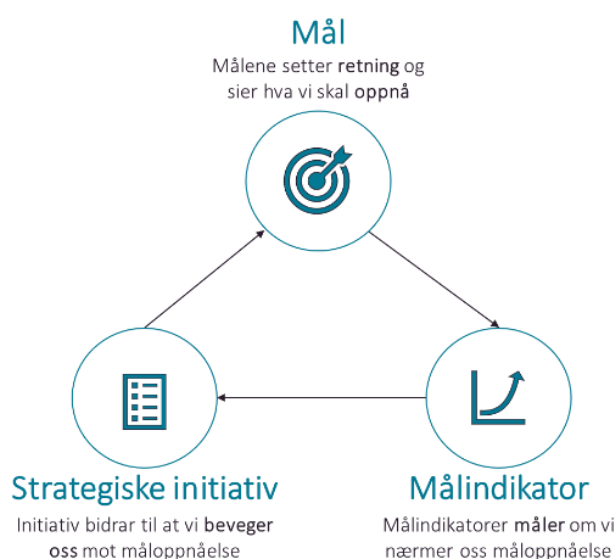 Mål
Målene setter retning og
sier hva vi skal oppnå
Strategiske initiativ
Initiativ bidrar til at vi beveger
oss mot måloppnåelse
Målindikator
Målindikatorer måler om vi
nærmer oss måloppnåelse